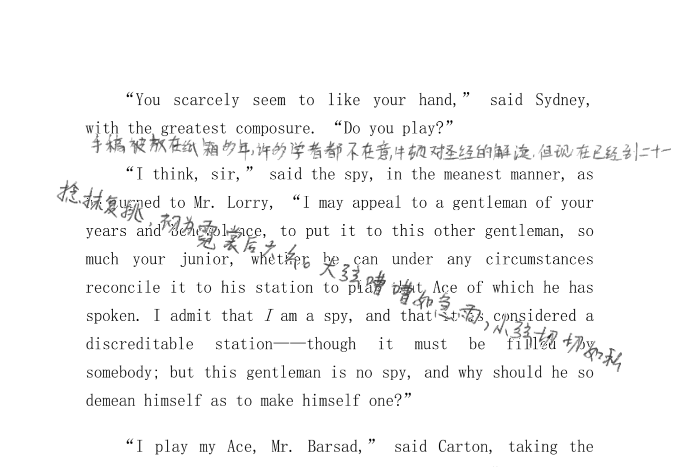 “You scarcely seem to like your hand,” said Sydney,
with the greatest composure. “Do you play?”
手稿被放在纸箱多年,许多学者都不在意牛顿对圣经的解读.但现在已经到二十一
“I think, sir,” said the spy, in the meanest manner, as
he turned to Mr. Lorry, “I may appeal to a gentleman of your
捻抹复挑,初为霓裳后六幺。大弦嘈嘈如急雨,小弦切切如私
years and benevolence, to put it to this other gentleman, so
much your junior, whether he can under any circumstances
reconcile it to his station to play that Ace of which he has
spoken. I admit that I am a spy, and that it is considered a
discreditable station——though it must be filled by
somebody; but this gentleman is no spy, and why should he so
demean himself as to make himself one?”
“I play my Ace, Mr. Barsad,” said Carton, taking the